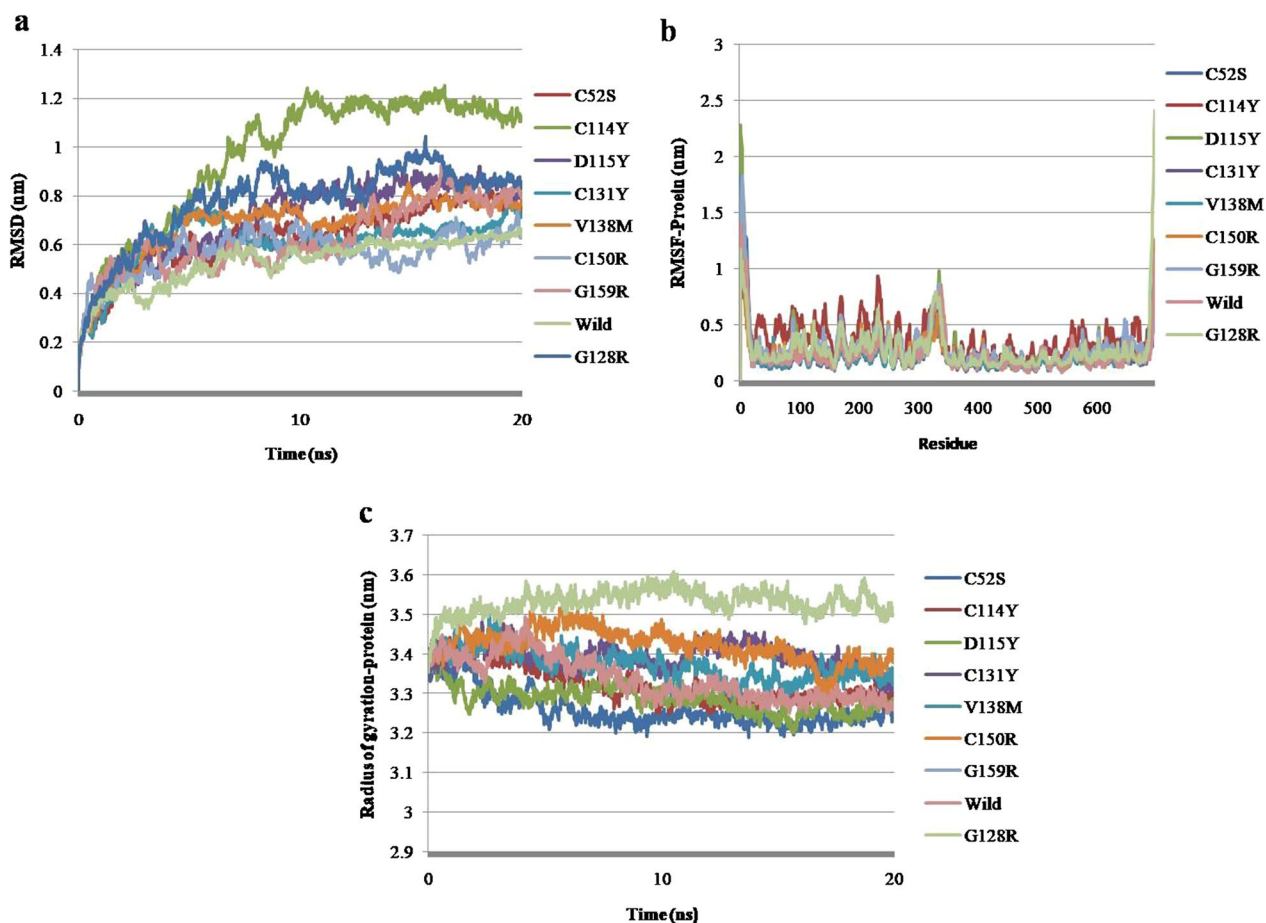 a
1.4
1.2
1
0.8
0.6
0.4
0.2
0
RMSD (nm)
0
10
20
Time (ns)
C52S
C114Y
D115Y
C131Y
V138M
C150R
G159R
Wild
G128R
b
3
2.5
2
1.5
1
0.5
0
RMSF-Proein (nm)
0
100
200
300
400
500
600
Residue
C52S
C114Y
D115Y
C131Y
V138M
C150R
G159R
Wild
G128R
c
3.7
3.6
3.5
3.4
3.3
3.2
3.1
3
2.9
Radius of gyration-protein (nm)
0
10
20
Time (ns)
C52S
C114Y
D115Y
C131Y
V138M
C150R
G159R
Wild
G128R